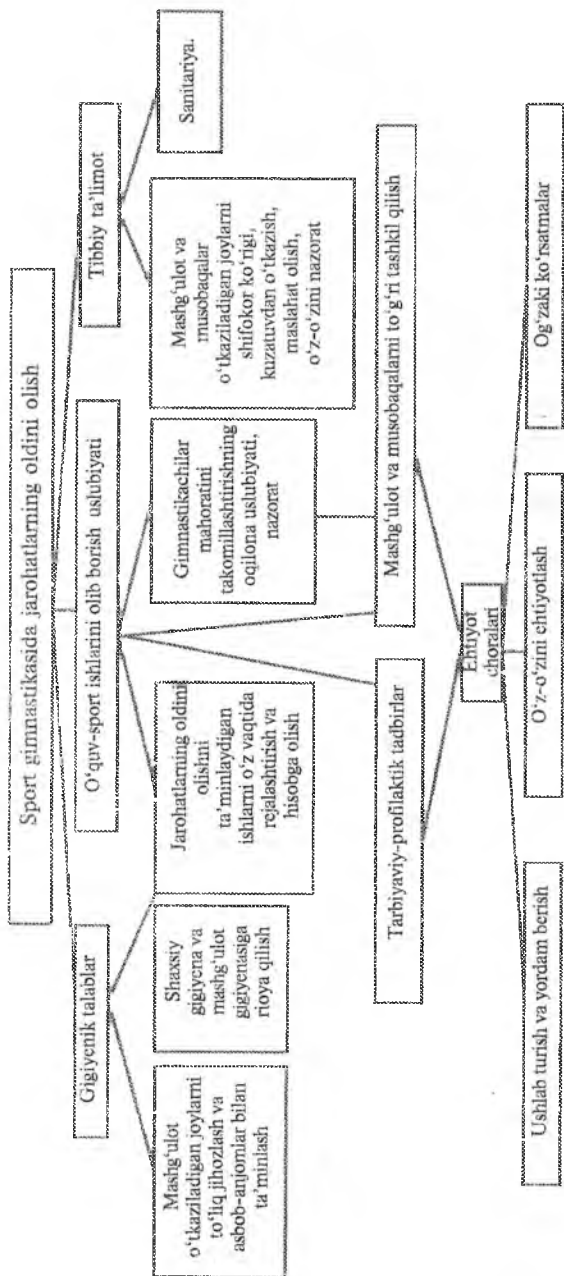 Sport gimnastikasida jarohatlarning oldini olish
Gigiyenik talablar
O‘quv-sport ishlarini olib borish uslubiyati
Tibbiy ta’limot
Mashg‘ulot
o‘tkaziladigan joylarni
to‘liq jihozlash va
asbob-anjomlar bilan
ta’minlash
Shaxsiy
gigiyena va
mashg‘ulot
gigiyenasiga
rioya qilish
Jarohatlarning oldini
olishni
ta’minlaydigan
ishlarni o‘z vaqtida
rejalashtirish va
hisobga olish
Gimnastikachilar
mahoratini
takomillashtirishning
oqilona uslubiyati,
nazorat
Mashg‘ulot va
musobaqalar
o‘tkaziladigan joylarni
shifokor ko‘rigi,
kuzatuvdan o‘tkazish,
maslahat olish,
o‘z-o‘zini nazorat
Sanitariya.
Tarbiyaviy-profilaktik tadbirlar
Mashg‘ulot va musobaqalarni to‘g‘ri tashkil qilish
Ehtiyot
choralari
Ushlab turish va yordam berish
O‘z-o‘zini ehtiyotlash
Og‘zaki ko‘rsatmalar